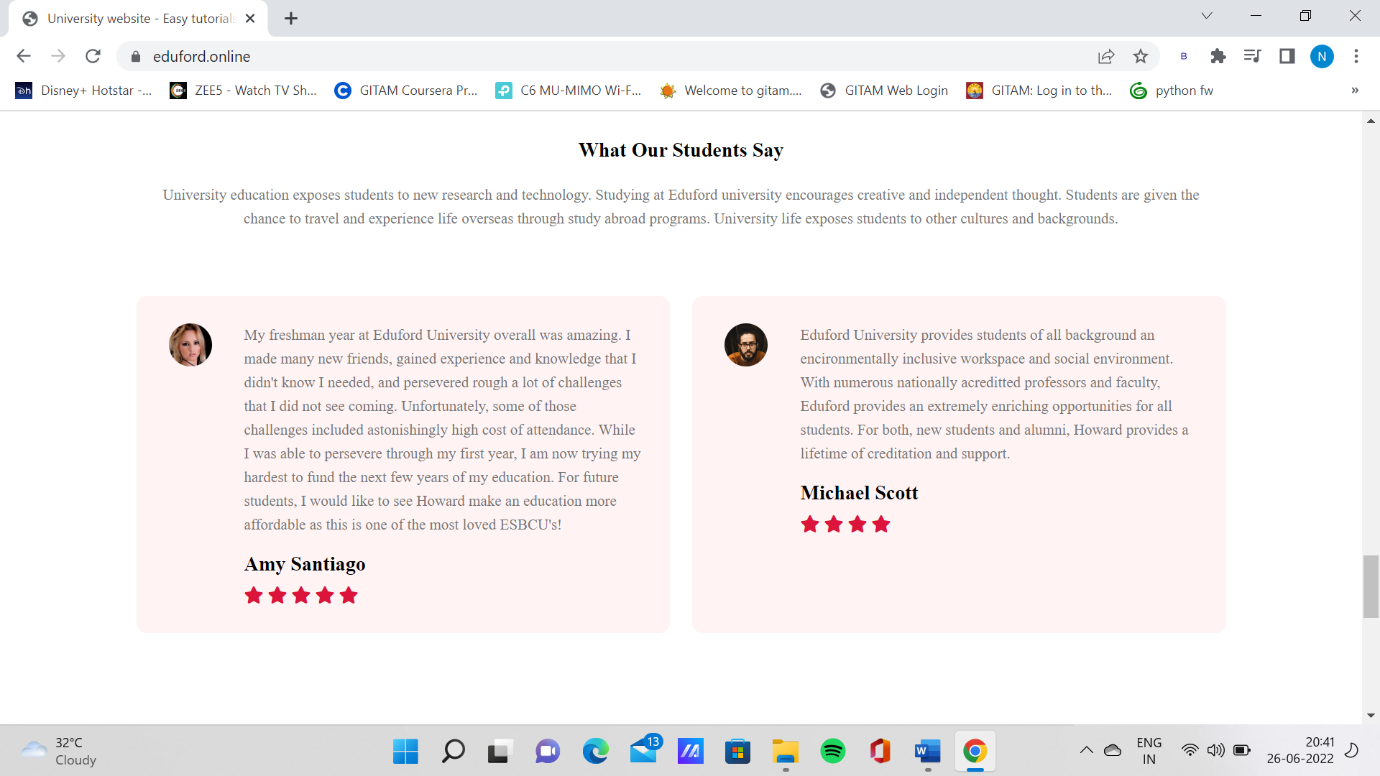 University website - Easy tutorials
eduford.online
B
N
Disney+ Hotstar -...
ZEE5 - Watch TV Sh...
GITAM Coursera Pr...
C6 MU-MIMO Wi-F...
Welcome to gitam....
GITAM Web Login
GITAM: Log in to th...
python fw
»
What Our Students Say
University education exposes students to new research and technology. Studying at Eduford university encourages creative and independent thought. Students are given the
chance to travel and experience life overseas through study abroad programs. University life exposes students to other cultures and backgrounds.
My freshman year at Eduford University overall was amazing. I
made many new friends, gained experience and knowledge that I
didn't know I needed, and persevered rough a lot of challenges
that I did not see coming. Unfortunately, some of those
challenges included astonishingly high cost of attendance. While
I was able to persevere through my first year, I am now trying my
hardest to fund the next few years of my education. For future
students, I would like to see Howard make an education more
affordable as this is one of the most loved ESBCU's!
Amy Santiago
Eduford University provides students of all background an
encironmentally inclusive workspace and social environment.
With numerous nationally acreditted professors and faculty,
Eduford provides an extremely enriching opportunities for all
students. For both, new students and alumni, Howard provides a
lifetime of creditation and support.
Michael Scott
32°C
Cloudy
13
ENG
IN
20:41
26-06-2022